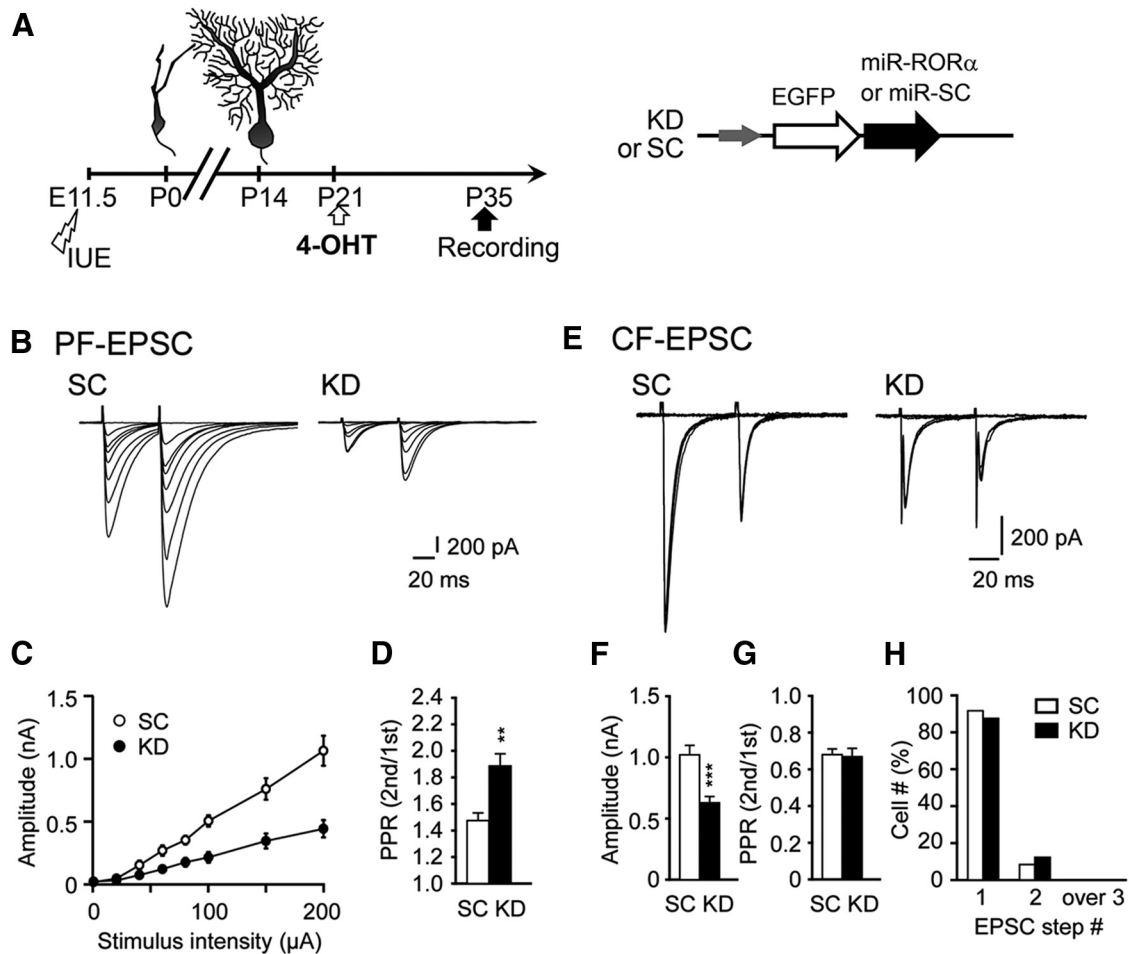 A
E11.5 P0 P14 P21 P35
IUE
4-OHT
Recording
KD
or SC
EGFP
miR-RORα
or miR-SC
B PF-EPSC
SC KD
200 pA
20 ms
E CF-EPSC
SC KD
200 pA
20 ms
C
1.5
1.0
0.5
0
Amplitude (nA)
SC
KD
0 100 200
Stimulus intensity (µA)
D
2.4
2.2
2.0
1.8
1.6
1.4
1.2
1.0
PPR (2nd/1st)
**
SC KD
F
1.5
1.0
0.5
0
Amplitude (nA)
***
SC KD
G
1.0
0.8
0.6
0.4
0.2
0
PPR (2nd/1st)
SC KD
H
100
80
60
40
20
0
Cell # (%)
SC
KD
1 2 over 3
EPSC step #